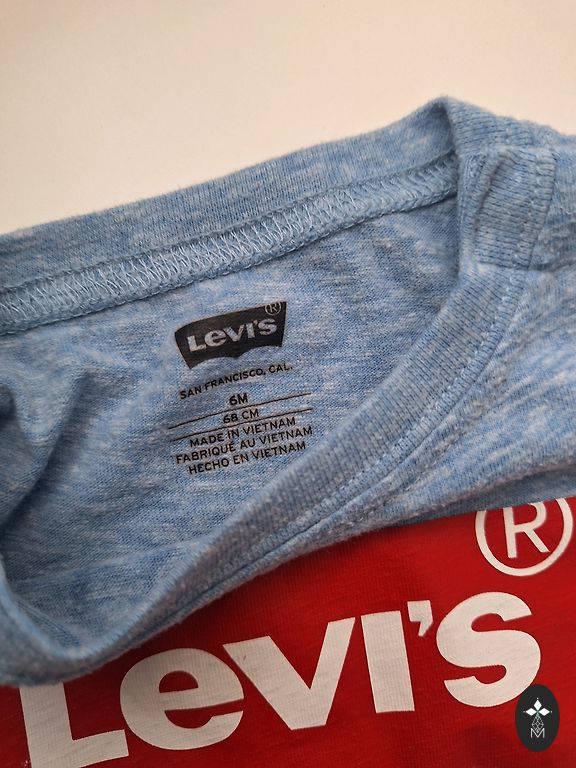 Levi's ®
SAN FRANCISCO, CAL.
6M
68 CM
MADE IN VIETNAM
FABRIQUÉ AU VIETNAM
HECHO EN VIETNAM
®
Levi's
M